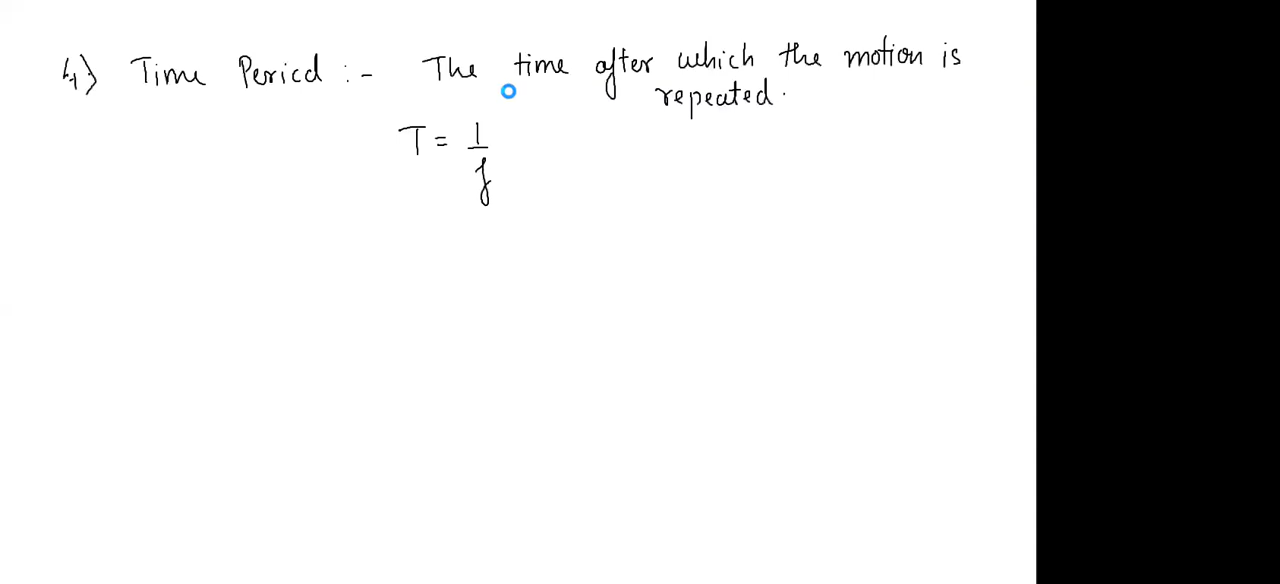 4) Time Period :- The time after which the motion is
repeated.
T = 1/f